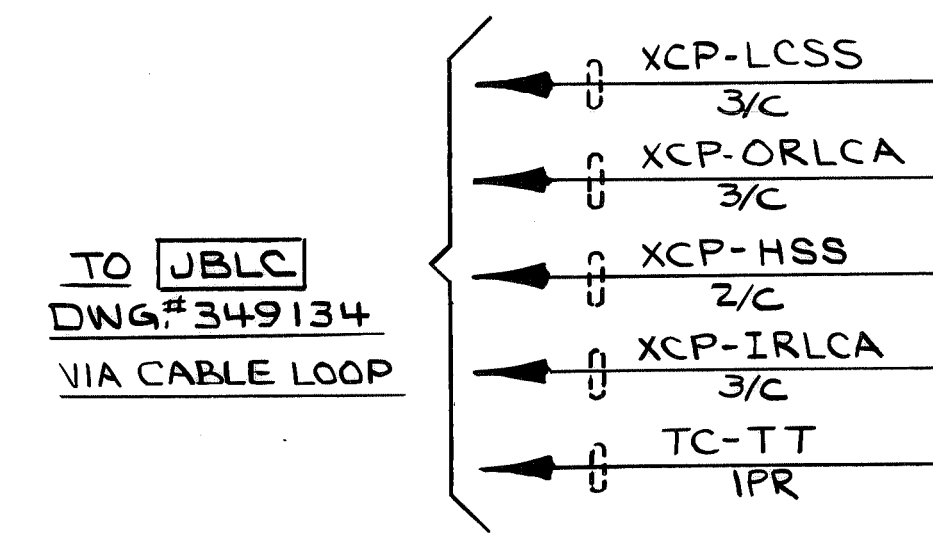 XCP-LCSS
3/C
XCP-ORLCA
3/C
XCP-HSS
2/C
XCP-IRLCA
3/C
TC-TT
1PR
TO JBLC
DWG.# 349134
VIA CABLE LOOP